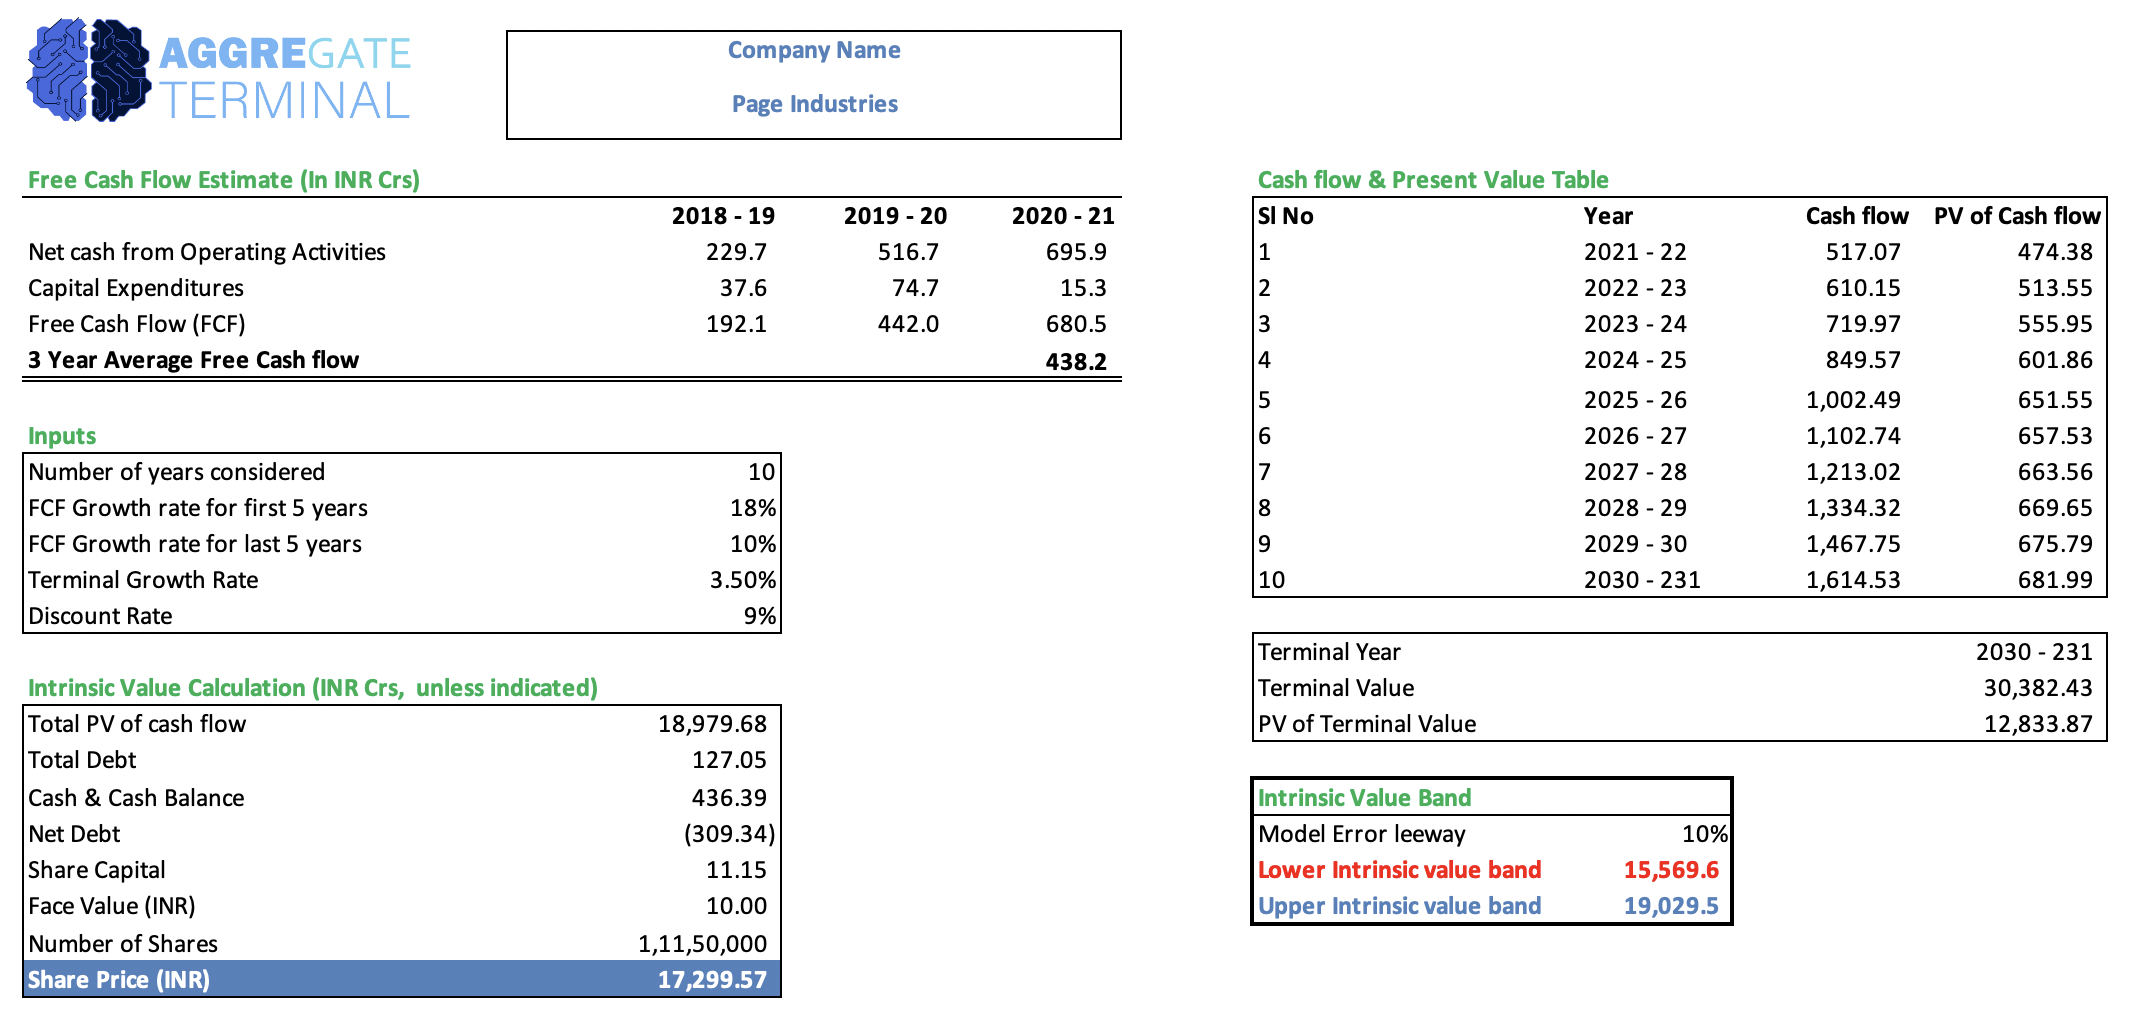 AGGREGATE
TERMINAL
Company Name
Page Industries
Free Cash Flow Estimate (In INR Crs)
2018 - 19 2019 - 20 2020 - 21
Net cash from Operating Activities 229.7 516.7 695.9
Capital Expenditures 37.6 74.7 15.3
Free Cash Flow (FCF) 192.1 442.0 680.5
3 Year Average Free Cash flow 438.2
Inputs
Number of years considered 10
FCF Growth rate for first 5 years 18%
FCF Growth rate for last 5 years 10%
Terminal Growth Rate 3.50%
Discount Rate 9%
Intrinsic Value Calculation (INR Crs, unless indicated)
Total PV of cash flow 18,979.68
Total Debt 127.05
Cash & Cash Balance 436.39
Net Debt (309.34)
Share Capital 11.15
Face Value (INR) 10.00
Number of Shares 1,11,50,000
Share Price (INR) 17,299.57
Cash flow & Present Value Table
Sl No Year Cash flow PV of Cash flow
1 2021 - 22 517.07 474.38
2 2022 - 23 610.15 513.55
3 2023 - 24 719.97 555.95
4 2024 - 25 849.57 601.86
5 2025 - 26 1,002.49 651.55
6 2026 - 27 1,102.74 657.53
7 2027 - 28 1,213.02 663.56
8 2028 - 29 1,334.32 669.65
9 2029 - 30 1,467.75 675.79
10 2030 - 231 1,614.53 681.99
Terminal Year 2030 - 231
Terminal Value 30,382.43
PV of Terminal Value 12,833.87
Intrinsic Value Band
Model Error leeway 10%
Lower Intrinsic value band 15,569.6
Upper Intrinsic value band 19,029.5